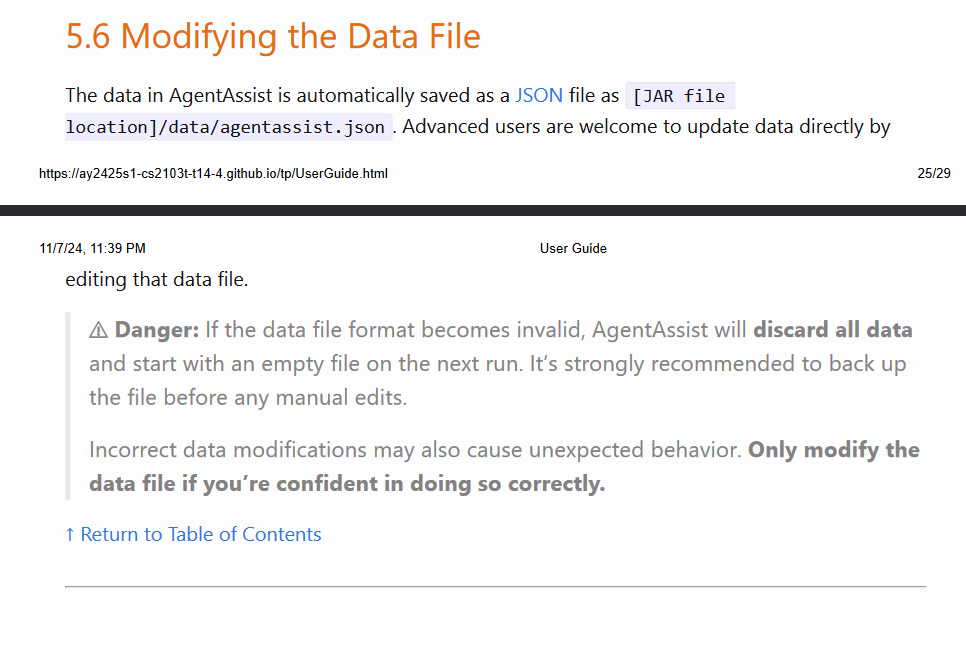 5.6 Modifying the Data File
The data in AgentAssist is automatically saved as a JSON file as [JAR file
location]/data/agentassist.json . Advanced users are welcome to update data directly by
https://ay2425s1-cs2103t-t14-4.github.io/tp/UserGuide.html 25/29
11/7/24, 11:39 PM User Guide
editing that data file.
⚠ Danger: If the data file format becomes invalid, AgentAssist will discard all data
and start with an empty file on the next run. It’s strongly recommended to back up
the file before any manual edits.
Incorrect data modifications may also cause unexpected behavior. Only modify the
data file if you’re confident in doing so correctly.
↑ Return to Table of Contents